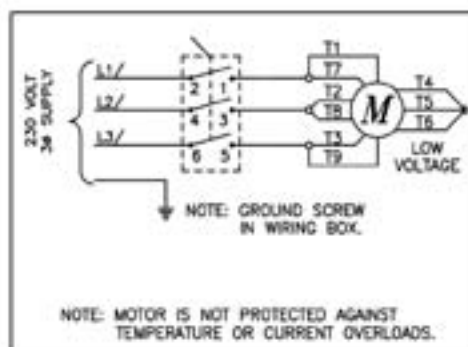 230 VOLT
3ø SUPPLY
L1/
L2/
L3/
2 1
4 3
6 5
T1
T7
T2
T8
T3
T9
M
T4
T5
T6
LOW
VOLTAGE
NOTE: GROUND SCREW
IN WIRING BOX.
NOTE: MOTOR IS NOT PROTECTED AGAINST
TEMPERATURE OR CURRENT OVERLOADS.